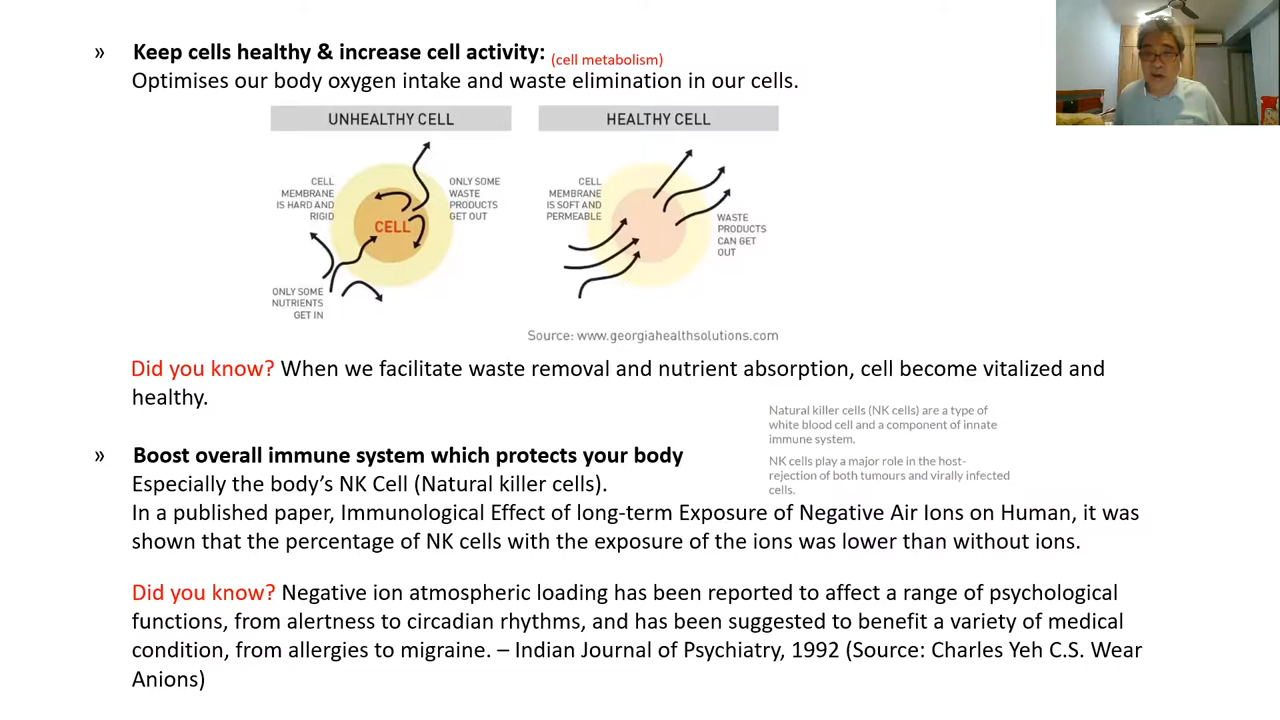 » Keep cells healthy & increase cell activity: (cell metabolism)
Optimises our body oxygen intake and waste elimination in our cells.
UNHEALTHY CELL
CELL
MEMBRANE
IS HARD AND
RIGID
ONLY SOME
WASTE
PRODUCTS
GET OUT
CELL
ONLY SOME
NUTRIENTS
GET IN
HEALTHY CELL
CELL
MEMBRANE
IS SOFT AND
PERMEABLE
WASTE
PRODUCTS
CAN GET
OUT
Source: www.georgiahealthsolutions.com
Did you know? When we facilitate waste removal and nutrient absorption, cell become vitalized and
healthy.
Natural killer cells (NK cells) are a type of
white blood cell and a component of innate
immune system.
NK cells play a major role in the host-
rejection of both tumours and virally infected
cells.
» Boost overall immune system which protects your body
Especially the body’s NK Cell (Natural killer cells).
In a published paper, Immunological Effect of long-term Exposure of Negative Air Ions on Human, it was
shown that the percentage of NK cells with the exposure of the ions was lower than without ions.
Did you know? Negative ion atmospheric loading has been reported to affect a range of psychological
functions, from alertness to circadian rhythms, and has been suggested to benefit a variety of medical
condition, from allergies to migraine. – Indian Journal of Psychiatry, 1992 (Source: Charles Yeh C.S. Wear
Anions)